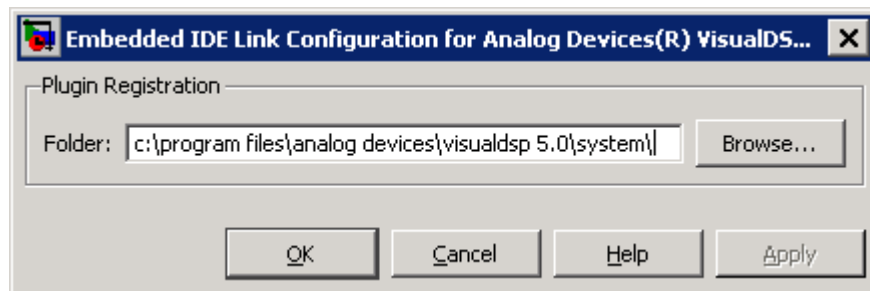 Embedded IDE Link Configuration for Analog Devices(R) VisualDS...
Plugin Registration
Folder: c:\program files\analog devices\visualdsp 5.0\system\ Browse...
OK Cancel Help Apply